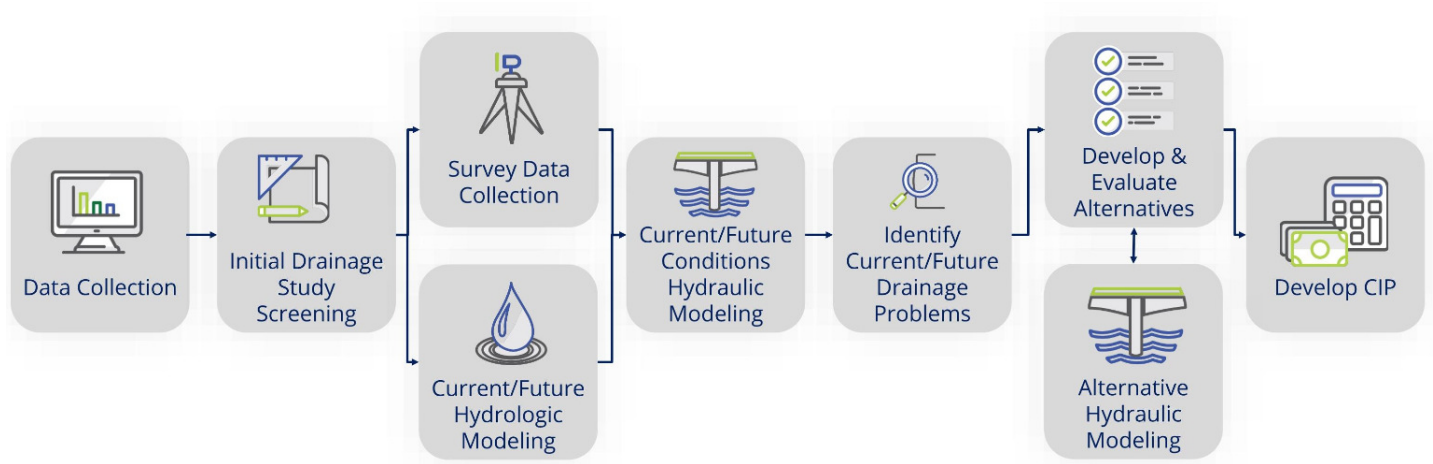 Data Collection
Initial Drainage
Study
Screening
Survey Data
Collection
Current/Future
Hydrologic
Modeling
Current/Future
Conditions
Hydraulic
Modeling
Identify
Current/Future
Drainage
Problems
Develop &
Evaluate
Alternatives
Alternative
Hydraulic
Modeling
Develop CIP